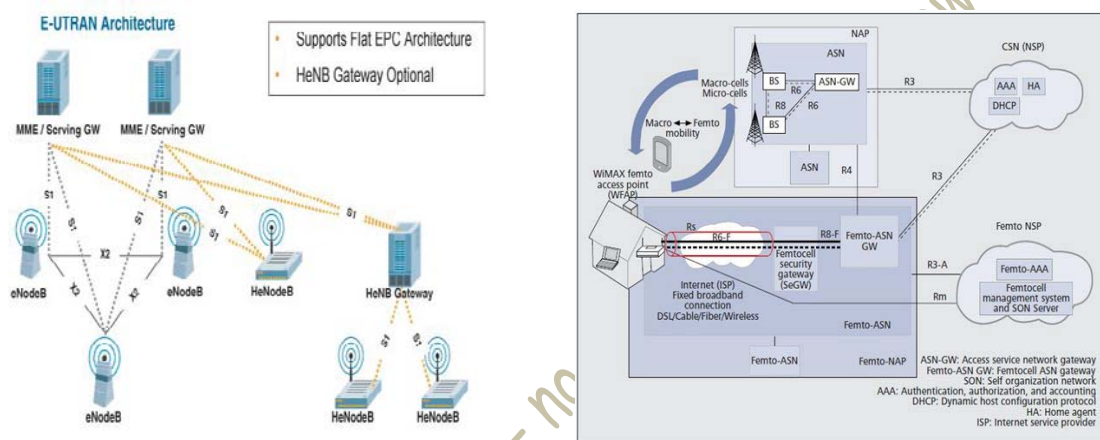 E-UTRAN Architecture
• Supports Flat EPC Architecture
• HeNB Gateway Optional
MME / Serving GW
MME / Serving GW
S1
S1
S1
S1
S1
S1
S1
X2
X2
X2
eNodeB
eNodeB
HeNodeB
HeNB Gateway
S1
S1
eNodeB
HeNodeB
HeNodeB
NAP
ASN
CSN (NSP)
Macro-cells
Micro-cells
BS
ASN-GW
R6
R8
R6
BS
R3
AAA
HA
DHCP
Macro
Femto
mobility
ASN
R4
R3
WiMAX femto
access point
(WFAP)
Rs
R6-F
R8-F
Femto-ASN
GW
Femtocell
security
gateway
(SeGW)
Internet (ISP)
Fixed broadband
connection
DSL/Cable/Fiber/Wireless
R3-A
Rm
Femto NSP
Femto-AAA
Femtocell
management system
and SON Server
Femto-ASN
Femto-ASN
Femto-NAP
ASN-GW: Access service network gateway
Femto-ASN GW: Femtocell ASN gateway
SON: Self organization network
AAA: Authentication, authorization, and accounting
DHCP: Dynamic host configuration protocol
HA: Home agent
ISP: Internet service provider